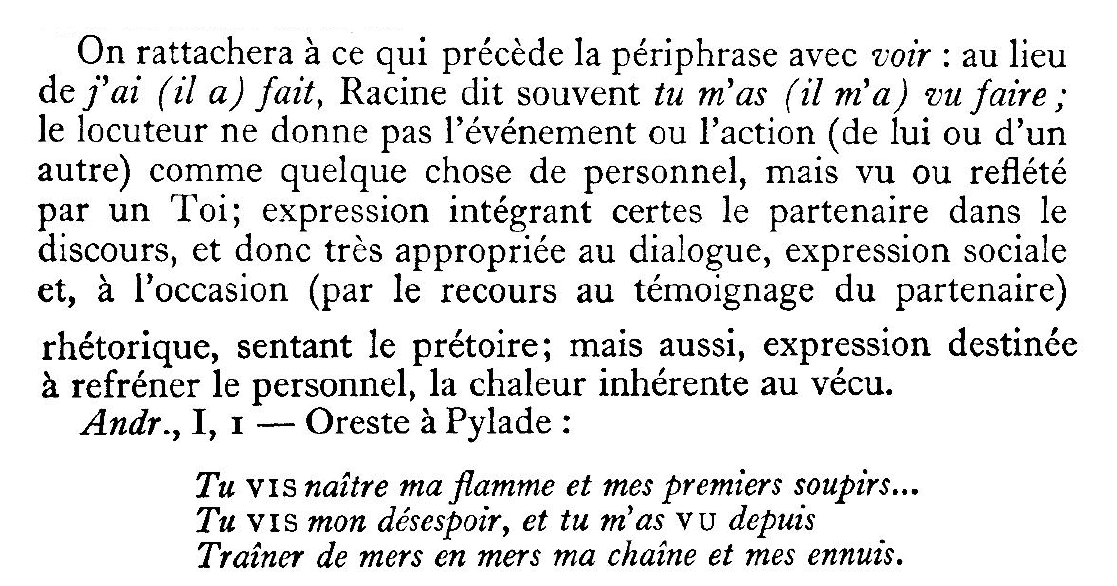 On rattachera à ce qui précède la périphrase avec voir : au lieu
de j'ai (il a) fait, Racine dit souvent tu m'as (il m'a) vu faire ;
le locuteur ne donne pas l'événement ou l'action (de lui ou d'un
autre) comme quelque chose de personnel, mais vu ou reflété
par un Toi; expression intégrant certes le partenaire dans le
discours, et donc très appropriée au dialogue, expression sociale
et, à l'occasion (par le recours au témoignage du partenaire)
rhétorique, sentant le prétoire; mais aussi, expression destinée
à refréner le personnel, la chaleur inhérente au vécu.
Andr., I, 1 — Oreste à Pylade :
Tu VIS naître ma flamme et mes premiers soupirs...
Tu VIS mon désespoir, et tu m'as VU depuis
Traîner de mers en mers ma chaîne et mes ennuis.